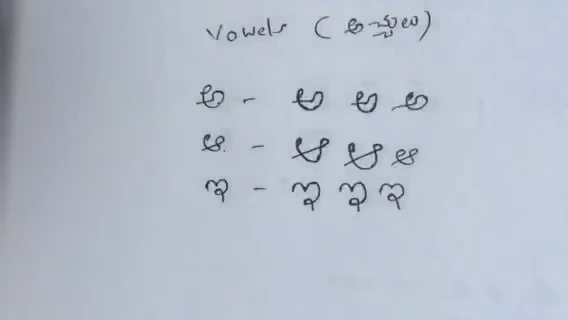 Vowels (అచ్చులు)
అ - అ అ అ
ఆ - ఆ ఆ ఆ
ఇ - ఇ ఇ ఇ